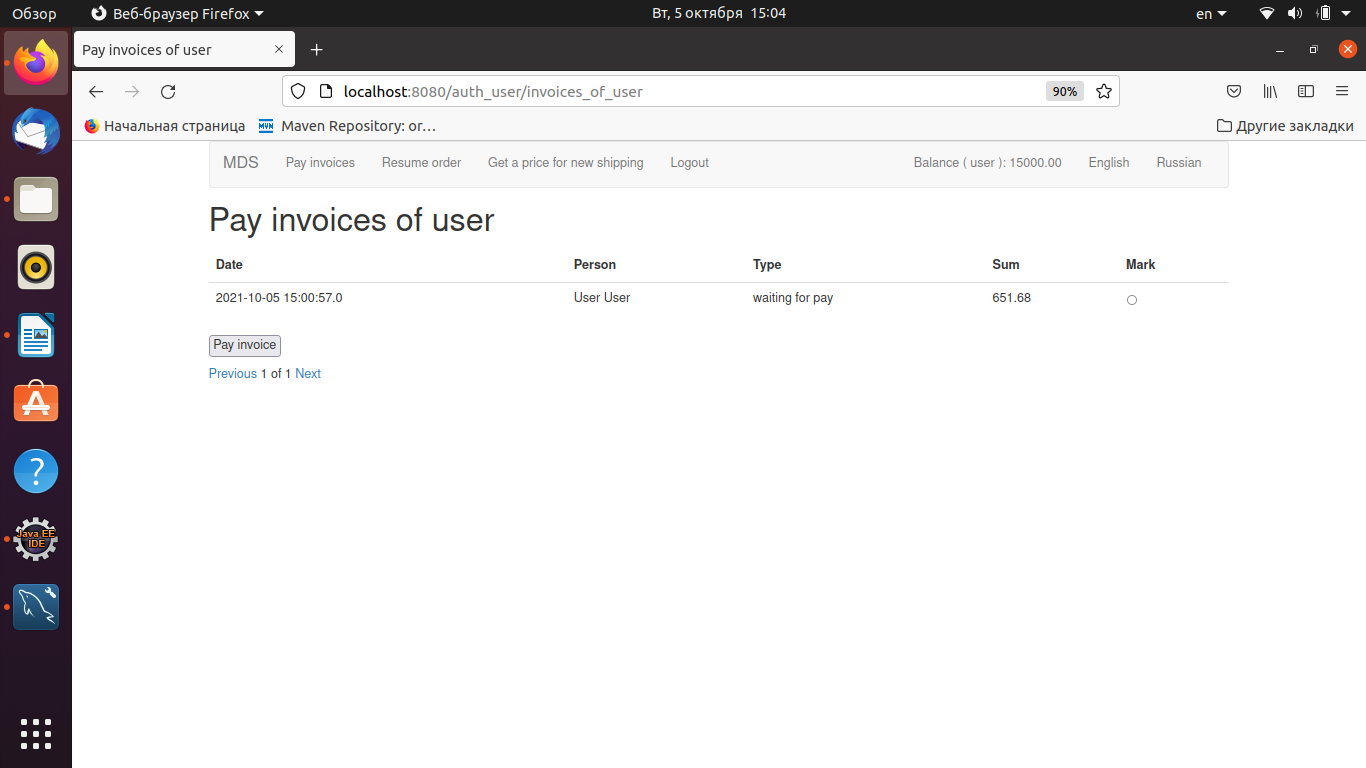 Обзор Веб-браузер Firefox Вт, 5 октября 15:04 en
Pay invoices of user
localhost:8080/auth_user/invoices_of_user 90%
Начальная страница MVN Maven Repository: or… Другие закладки
MDS Pay invoices Resume order Get a price for new shipping Logout Balance ( user ): 15000.00 English Russian
Pay invoices of user
Date Person Type Sum Mark
2021-10-05 15:00:57.0 User User waiting for pay 651.68
Pay invoice
Previous 1 of 1 Next
Java EE
IDE